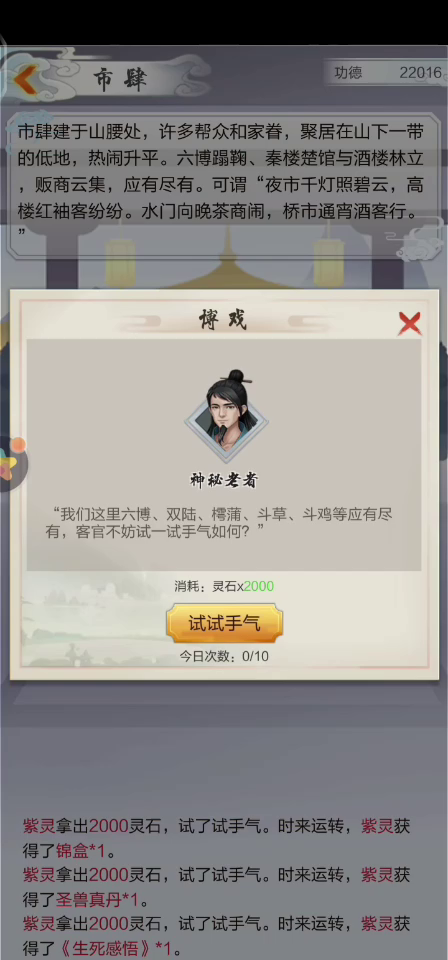 市肆
功德 22016
市肆建于山腰处，许多帮众和家眷，聚居在山下一带
的低地，热闹升平。六博蹋鞠、秦楼楚馆与酒楼林立
，贩商云集，应有尽有。可谓“夜市千灯照碧云，高
楼红袖客纷纷。水门向晚茶商闹，桥市通宵酒客行。
”
博戏
神秘老者
“我们这里六博、双陆、樗蒲、斗草、斗鸡等应有尽
有，客官不妨试一试手气如何？”
消耗：灵石x2000
试试手气
今日次数：0/10
紫灵拿出2000灵石，试了试手气。时来运转，紫灵获
得了锦盒*1。
紫灵拿出2000灵石，试了试手气。时来运转，紫灵获
得了圣兽真丹*1。
紫灵拿出2000灵石，试了试手气。时来运转，紫灵获
得了《生死感悟》*1。